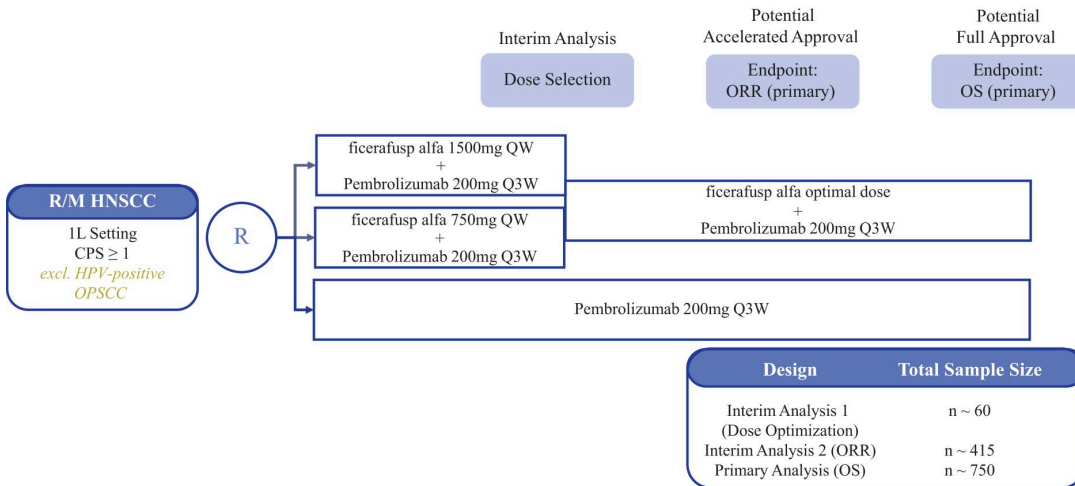 Interim Analysis
Dose Selection
Potential
Accelerated Approval
Endpoint:
ORR (primary)
Potential
Full Approval
Endpoint:
OS (primary)
R/M HNSCC
1L Setting
CPS ≥ 1
excl. HPV-positive
OPSCC
R
ficerafusp alfa 1500mg QW
+
Pembrolizumab 200mg Q3W
ficerafusp alfa 750mg QW
+
Pembrolizumab 200mg Q3W
ficerafusp alfa optimal dose
+
Pembrolizumab 200mg Q3W
Pembrolizumab 200mg Q3W
Design Total Sample Size
Interim Analysis 1 n ~ 60
(Dose Optimization)
Interim Analysis 2 (ORR) n ~ 415
Primary Analysis (OS) n ~ 750